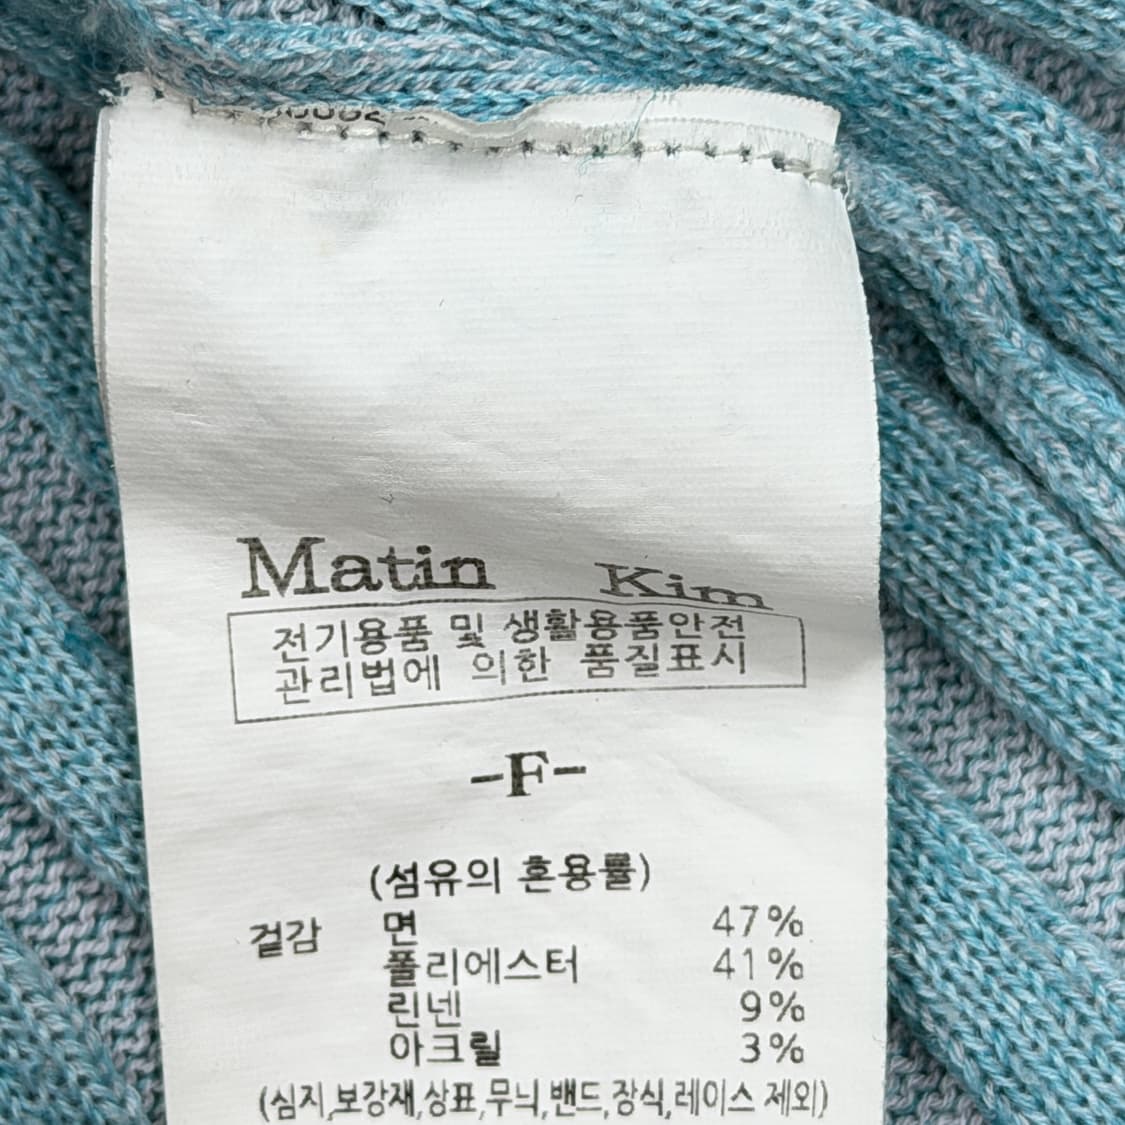 Matin Kim
전기용품 및 생활용품안전
관리법에 의한 품질표시
-F-
(섬유의 혼용률)
겉감 면 47%
폴리에스터 41%
린넨 9%
아크릴 3%
(심지,보강재,상표,무늬,밴드,장식,레이스 제외)